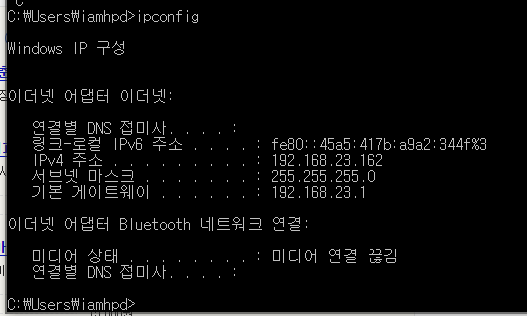 C:₩Users₩iamhpd>ipconfig
Windows IP 구성
이더넷 어댑터 이더넷:
연결별 DNS 접미사. . . . :
링크-로컬 IPv6 주소 . . . . : fe80::45a5:417b:a9a2:344f%3
IPv4 주소 . . . . . . . . . : 192.168.23.162
서브넷 마스크 . . . . . . . : 255.255.255.0
기본 게이트웨이 . . . . . . : 192.168.23.1
이더넷 어댑터 Bluetooth 네트워크 연결:
미디어 상태 . . . . . . . . : 미디어 연결 끊김
연결별 DNS 접미사. . . . :
C:₩Users₩iamhpd>